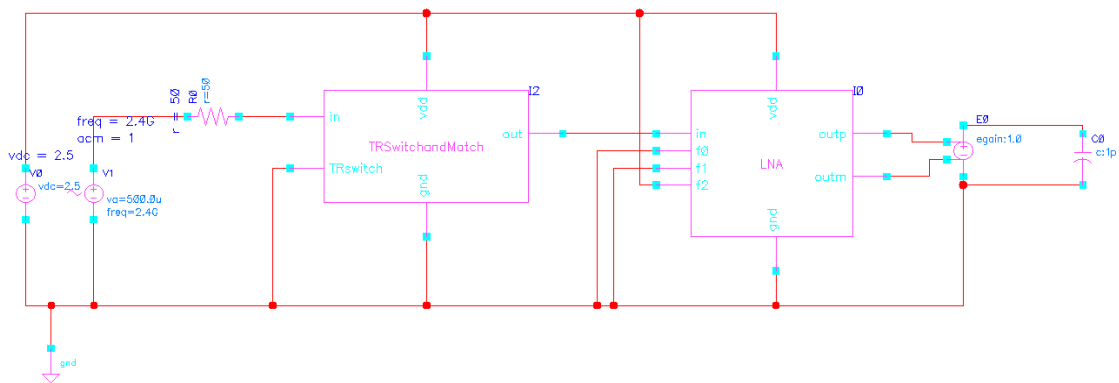 vdc = 2.5
V0
vdc=2.5
freq = 2.4G
acm = 1
V1
va=500.0u
freq=2.4G
r = 50
R0
r=50
I2
in
vdd
TRSwitchandMatch
out
TRswitch
gnd
I0
vdd
in
f0
f1
f2
LNA
outp
outm
gnd
E0
egain:1.0
C0
c:1p
gnd